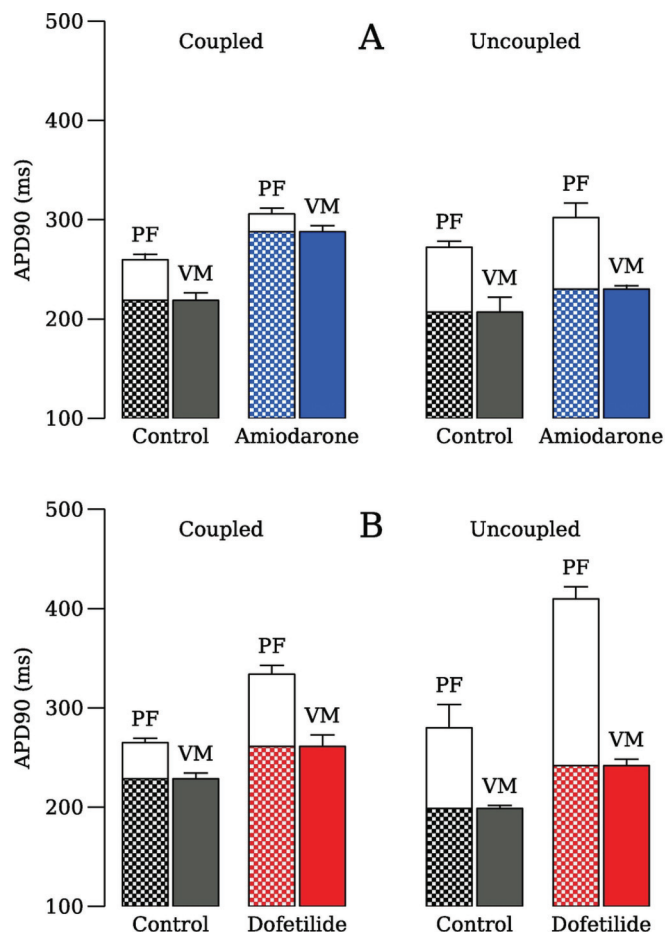 500
Coupled A Uncoupled
400
PF VM PF
300
PF VM PF VM
VM
200
100
Control Amiodarone Control Amiodarone
APD90 (ms)
500
Coupled B Uncoupled
PF
400
PF PF
300
PF VM VM
VM VM
200
100
Control Dofetilide Control Dofetilide
APD90 (ms)